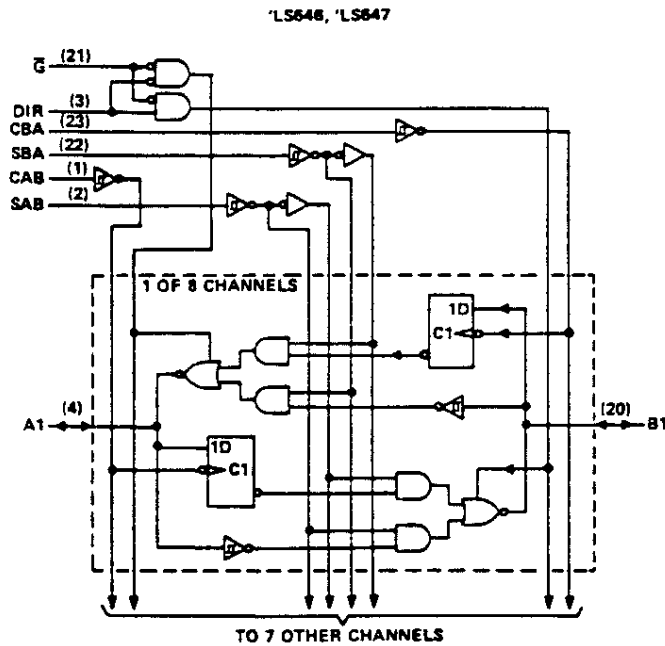 'LS646, 'LS647
G (21)
DIR (3)
CBA (23)
SBA (22)
CAB (1)
SAB (2)
1 OF 8 CHANNELS
1D
C1
A1 (4)
(20) B1
1D
C1
TO 7 OTHER CHANNELS